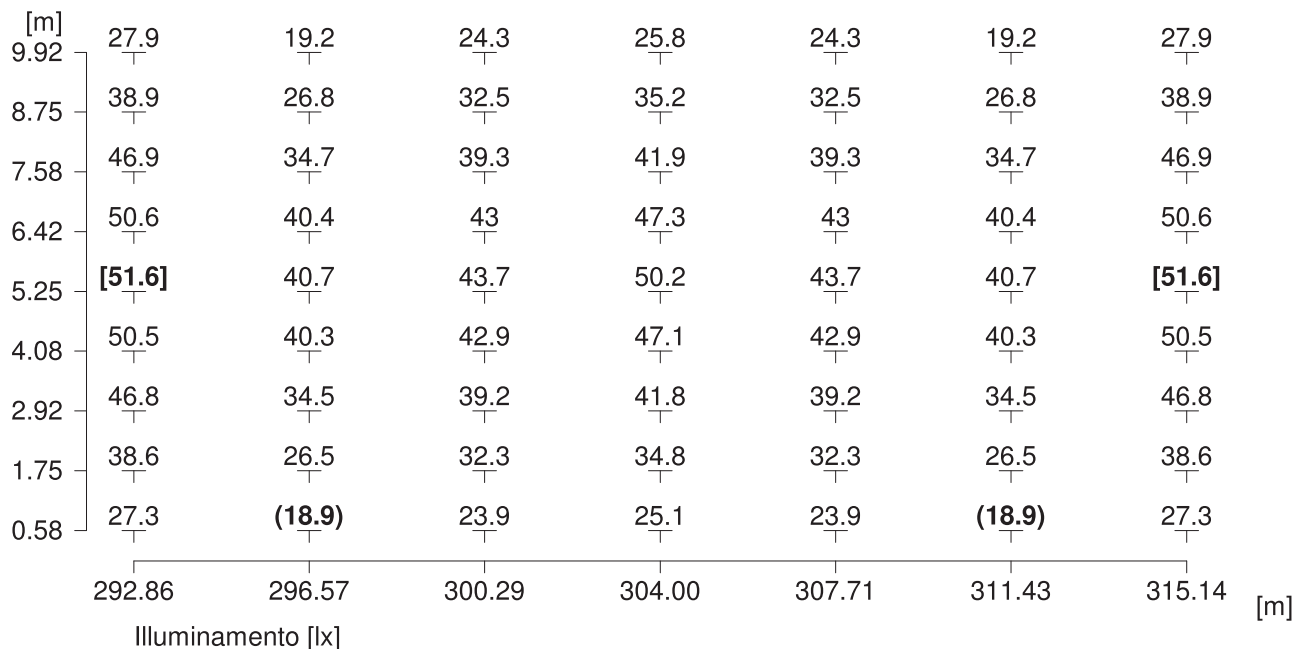 [m]
27.9 19.2 24.3 25.8 24.3 19.2 27.9
9.92
38.9 26.8 32.5 35.2 32.5 26.8 38.9
8.75
46.9 34.7 39.3 41.9 39.3 34.7 46.9
7.58
50.6 40.4 43 47.3 43 40.4 50.6
6.42
[51.6] 40.7 43.7 50.2 43.7 40.7 [51.6]
5.25
50.5 40.3 42.9 47.1 42.9 40.3 50.5
4.08
46.8 34.5 39.2 41.8 39.2 34.5 46.8
2.92
38.6 26.5 32.3 34.8 32.3 26.5 38.6
1.75
27.3 (18.9) 23.9 25.1 23.9 (18.9) 27.3
0.58
292.86 296.57 300.29 304.00 307.71 311.43 315.14
[m]
Illuminamento [lx]